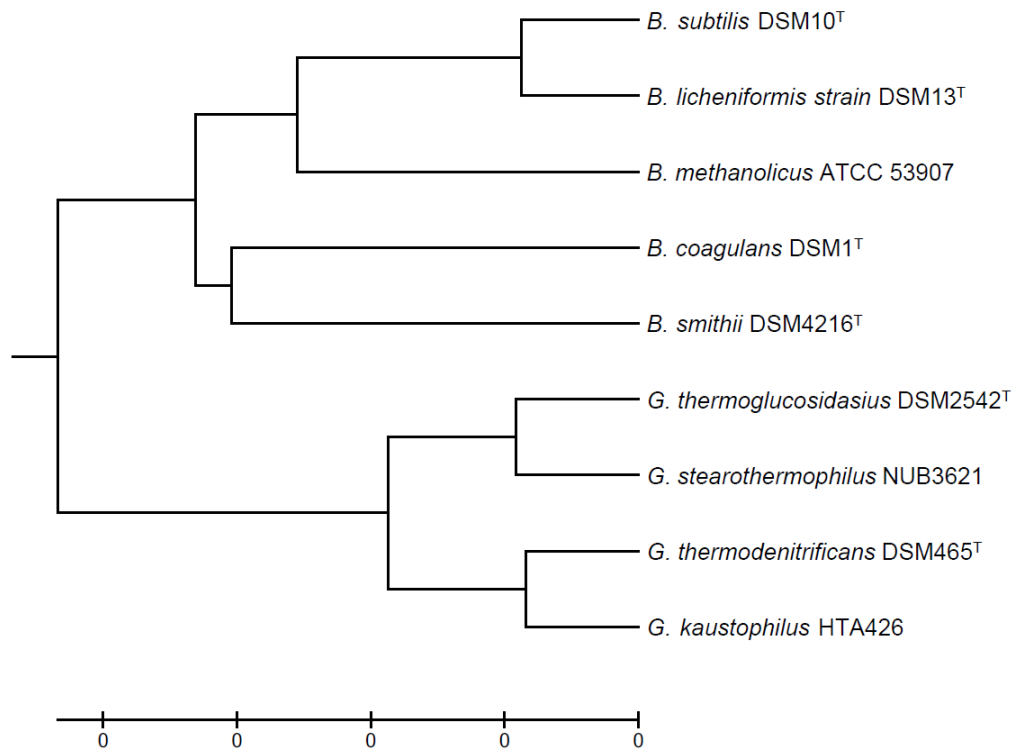 B. subtilis DSM10ᵀ
B. licheniformis strain DSM13ᵀ
B. methanolicus ATCC 53907
B. coagulans DSM1ᵀ
B. smithii DSM4216ᵀ
G. thermoglucosidasius DSM2542ᵀ
G. stearothermophilus NUB3621
G. thermodenitrificans DSM465ᵀ
G. kaustophilus HTA426
0 0 0 0 0